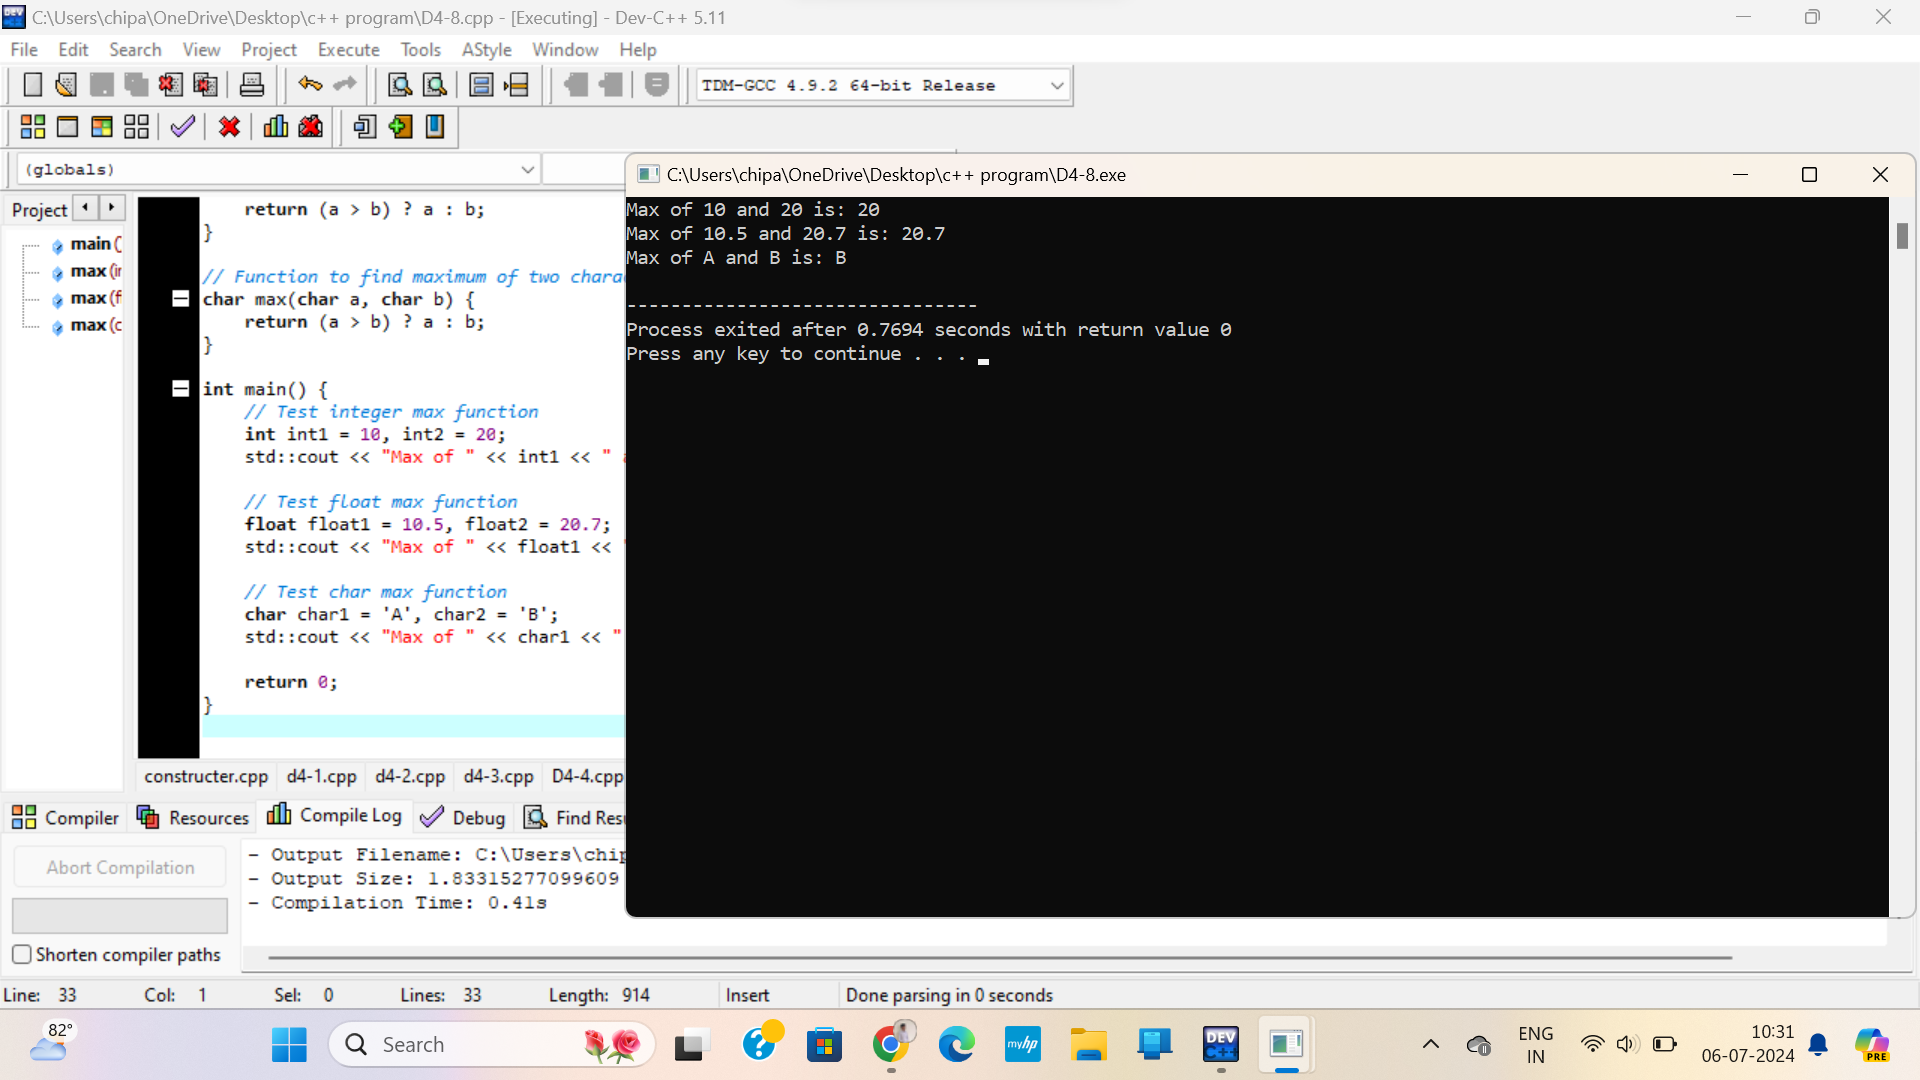 C:\Users\chipa\OneDrive\Desktop\c++ program\D4-8.cpp - [Executing] - Dev-C++ 5.11
File Edit Search View Project Execute Tools AStyle Window Help
TDM-GCC 4.9.2 64-bit Release
(globals)
Project
main (
max (ir
max (f
max (c
return (a > b) ? a : b;
}
// Function to find maximum of two chara
char max(char a, char b) {
return (a > b) ? a : b;
}
int main() {
// Test integer max function
int int1 = 10, int2 = 20;
std::cout << "Max of " << int1 << "
// Test float max function
float float1 = 10.5, float2 = 20.7;
std::cout << "Max of " << float1 << "
// Test char max function
char char1 = 'A', char2 = 'B';
std::cout << "Max of " << char1 << "
return 0;
}
constructer.cpp d4-1.cpp d4-2.cpp d4-3.cpp D4-4.cpp
C:\Users\chipa\OneDrive\Desktop\c++ program\D4-8.exe
Max of 10 and 20 is: 20
Max of 10.5 and 20.7 is: 20.7
Max of A and B is: B
--------------------------------
Process exited after 0.7694 seconds with return value 0
Press any key to continue . . .
Compiler Resources Compile Log Debug Find Resu
Abort Compilation
Shorten compiler paths
- Output Filename: C:\Users\chip
- Output Size: 1.83315277099609
- Compilation Time: 0.41s
Line: 33 Col: 1 Sel: 0 Lines: 33 Length: 914 Insert Done parsing in 0 seconds
82°
Search
myhp
DEV
C++
ENG
IN
10:31
06-07-2024
PRE